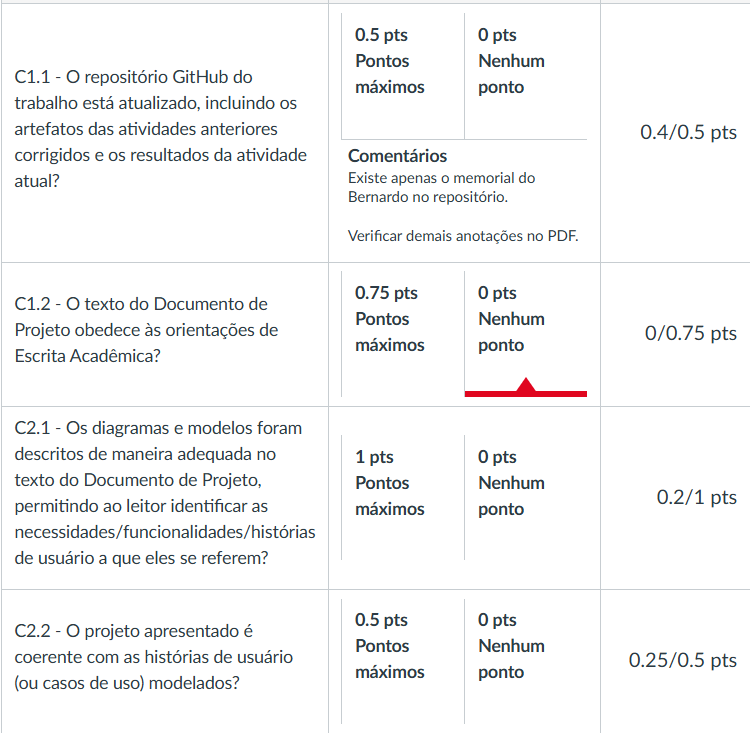 C1.1 - O repositório GitHub do
trabalho está atualizado, incluindo os
artefatos das atividades anteriores
corrigidos e os resultados da atividade
atual?
0.5 pts
Pontos
máximos
0 pts
Nenhum
ponto
Comentários
Existe apenas o memorial do
Bernardo no repositório.
Verificar demais anotações no PDF.
0.4/0.5 pts
C1.2 - O texto do Documento de
Projeto obedece às orientações de
Escrita Acadêmica?
0.75 pts
Pontos
máximos
0 pts
Nenhum
ponto
0/0.75 pts
C2.1 - Os diagramas e modelos foram
descritos de maneira adequada no
texto do Documento de Projeto,
permitindo ao leitor identificar as
necessidades/funcionalidades/histórias
de usuário a que eles se referem?
1 pts
Pontos
máximos
0 pts
Nenhum
ponto
0.2/1 pts
C2.2 - O projeto apresentado é
coerente com as histórias de usuário
(ou casos de uso) modelados?
0.5 pts
Pontos
máximos
0 pts
Nenhum
ponto
0.25/0.5 pts